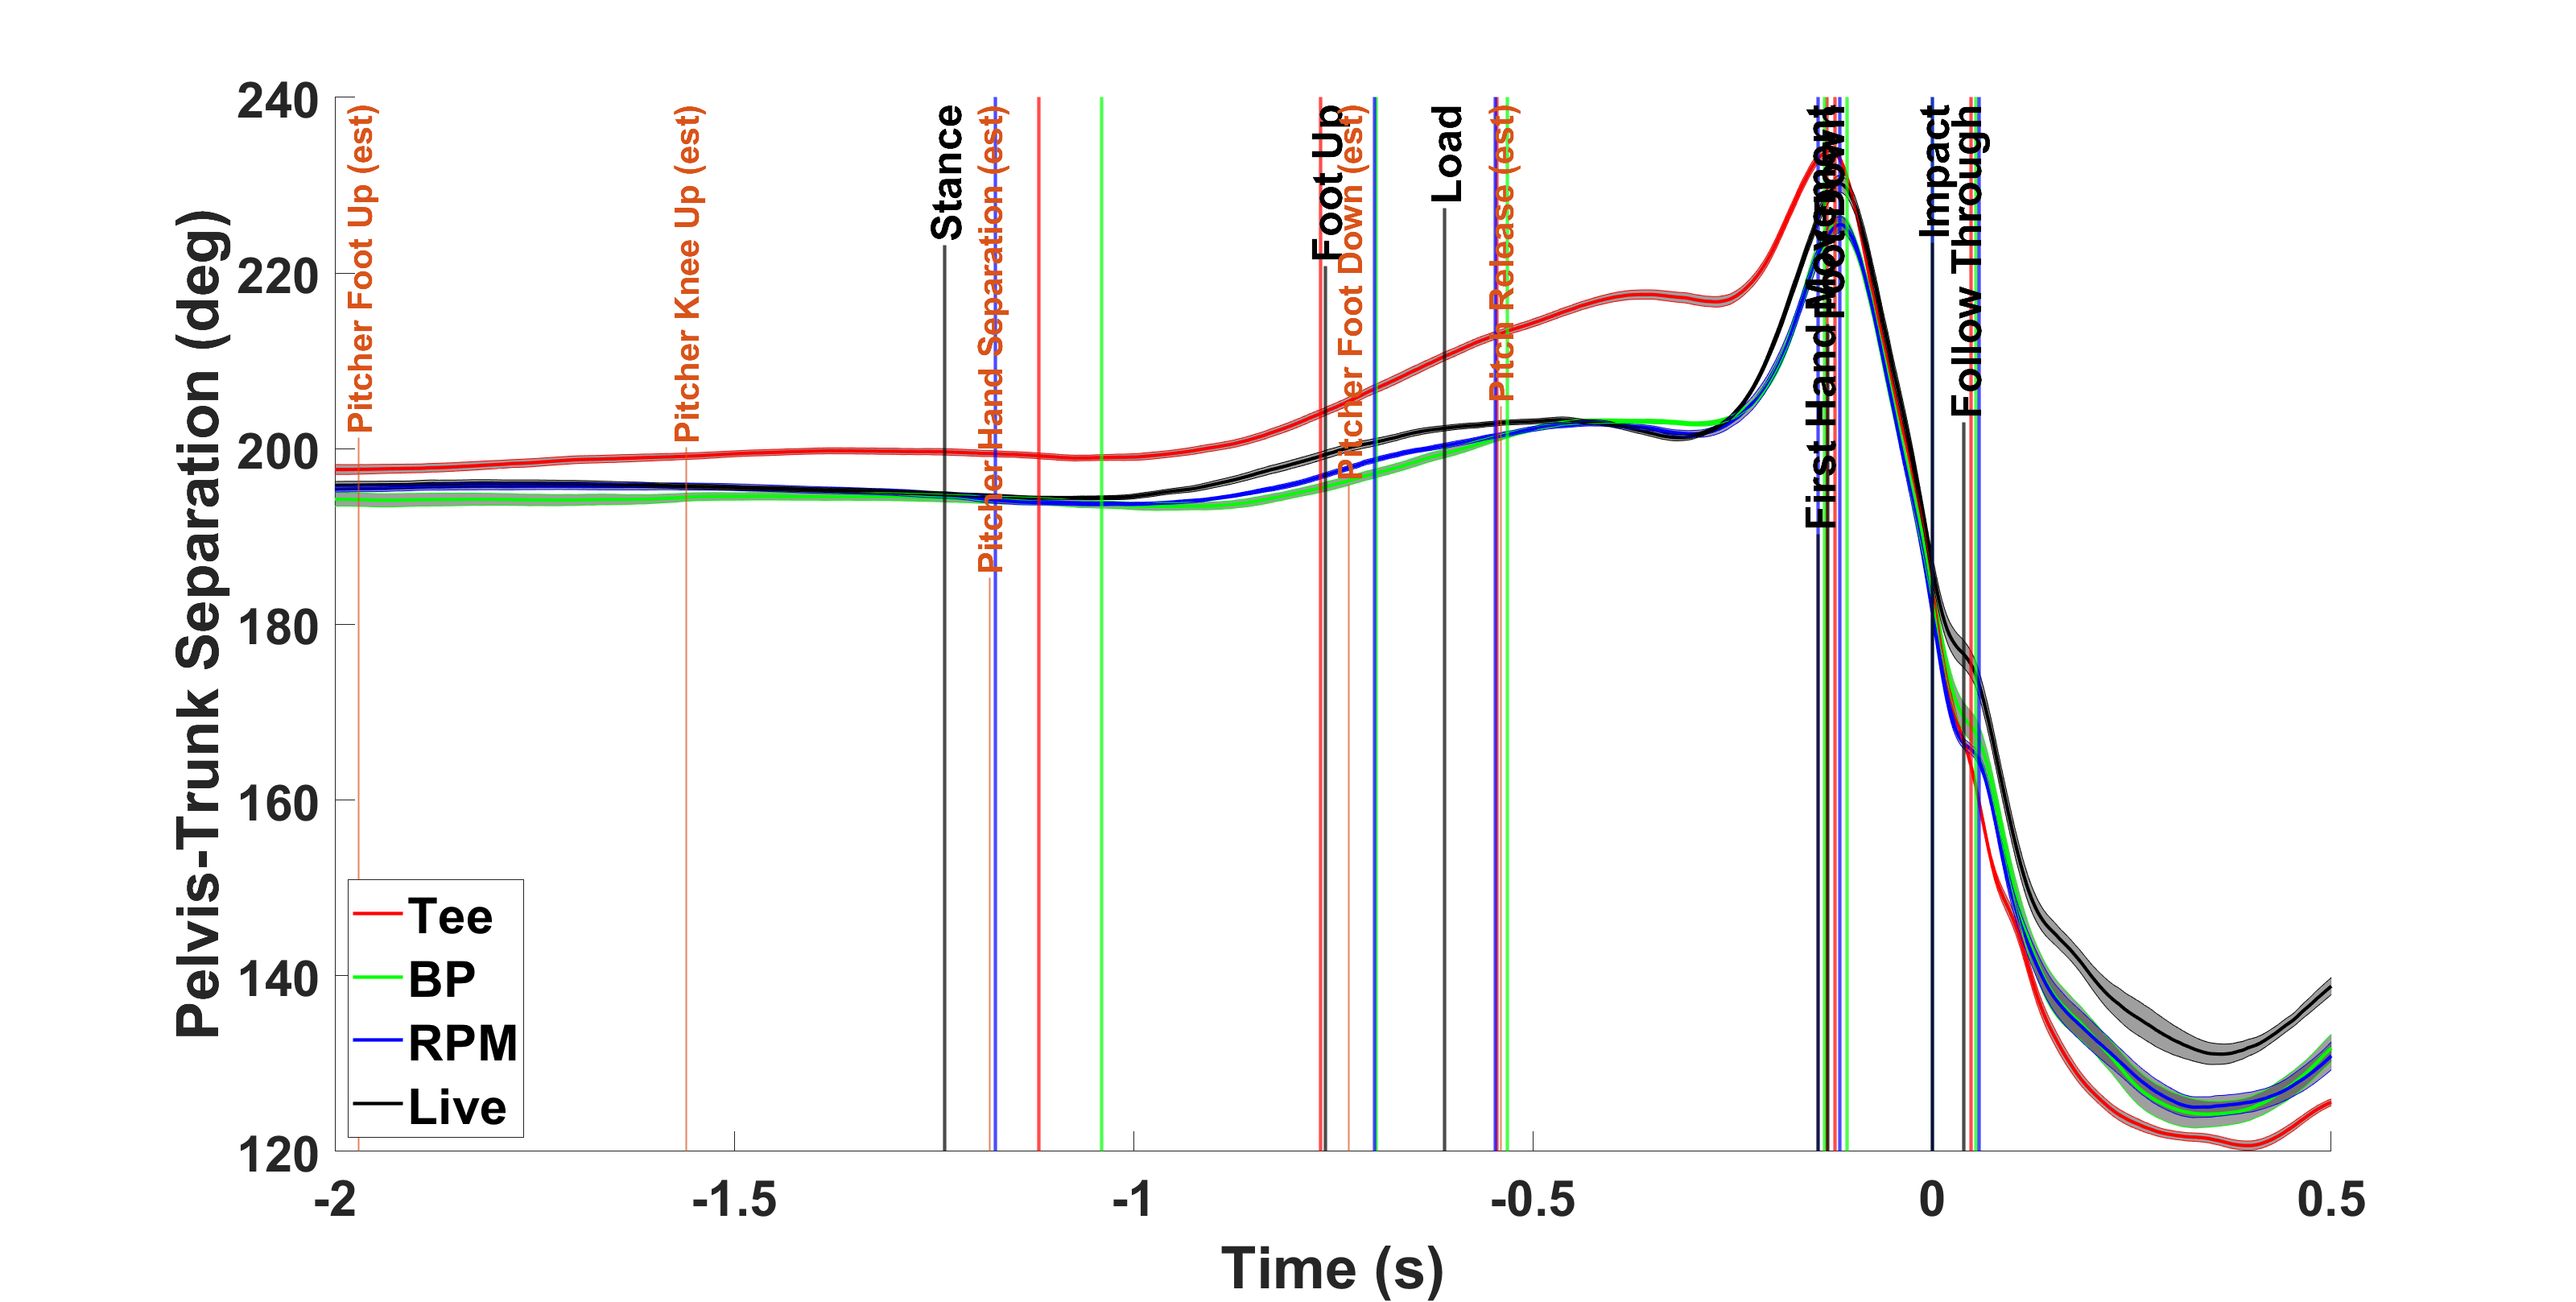 240
220
200
180
160
140
120
Pelvis-Trunk Separation (deg)
Pitcher Foot Up (est)
Pitcher Knee Up (est)
Stance
Pitcher Hand Separation (est)
Foot Up
Pitcher Foot Down (est)
Load
Pitch Release (est)
First Hand Movement
Foot Down
Impact
Follow Through
Tee
BP
RPM
Live
-2
-1.5
-1
-0.5
0
0.5
Time (s)